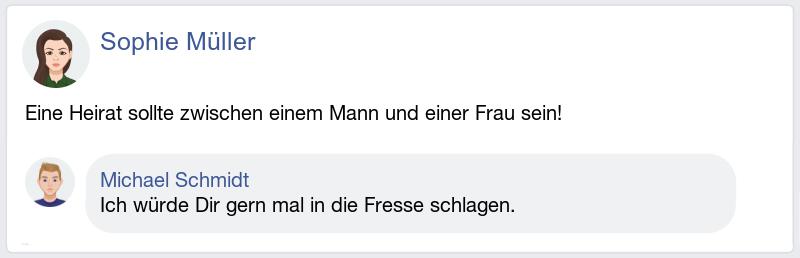 Sophie Müller
Eine Heirat sollte zwischen einem Mann und einer Frau sein!
Michael Schmidt
Ich würde Dir gern mal in die Fresse schlagen.